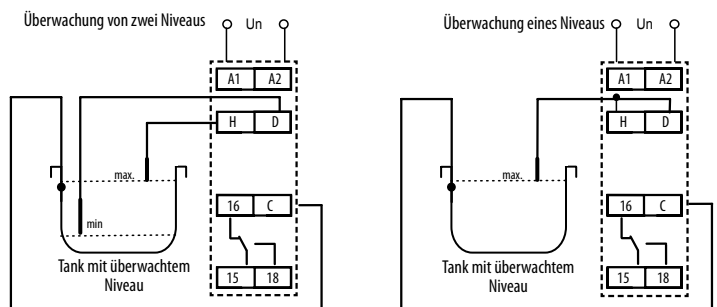 Überwachung von zwei Niveaus
Un
A1 A2
H D
max.
min
16 C
15 18
Tank mit überwachtem
Niveau
Überwachung eines Niveaus
Un
A1 A2
H D
max.
16 C
15 18
Tank mit überwachtem
Niveau